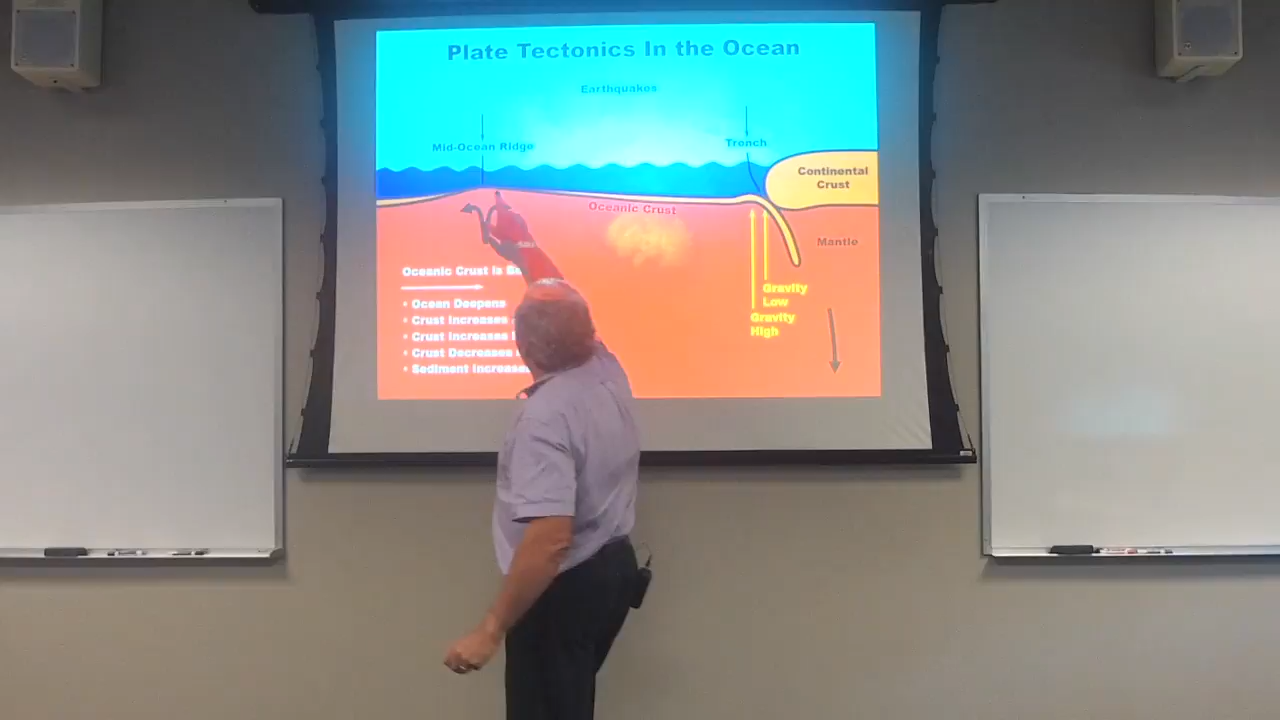 Plate Tectonics In the Ocean
Earthquakes
Mid-Ocean Ridge
Trench
Continental
Crust
Oceanic Crust
Mantle
Oceanic Crust is
Gravity
Low
Gravity
High
• Ocean Deepens
• Crust Increases
• Crust Increases
• Crust Decreases
• Sediment Increases